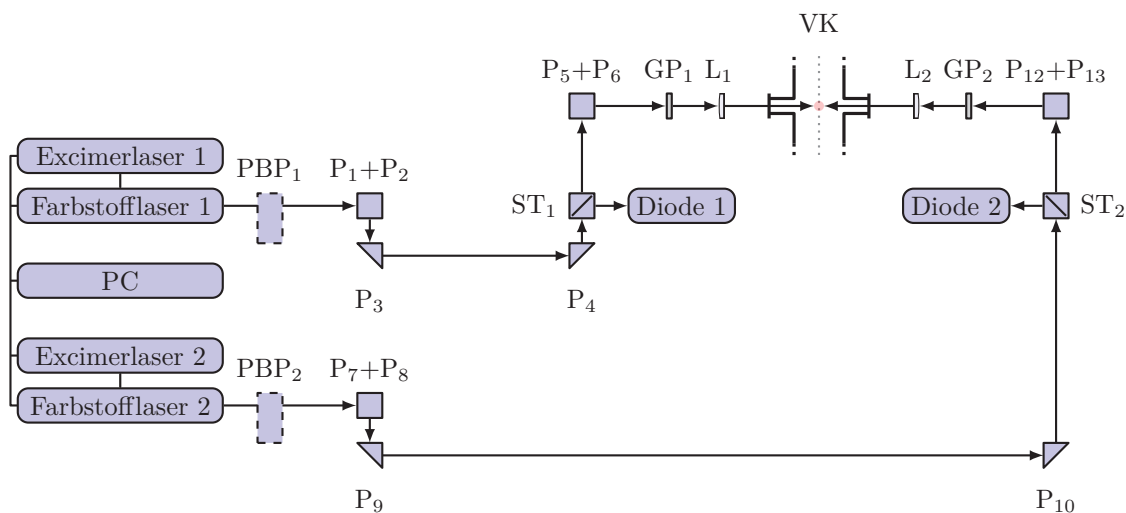 VK
P₅+P₆ GP₁ L₁ L₂ GP₂ P₁₂+P₁₃
Excimerlaser 1
PBP₁ P₁+P₂
Farbstofflaser 1
ST₁ Diode 1 Diode 2 ST₂
PC
P₃ P₄
Excimerlaser 2
PBP₂ P₇+P₈
Farbstofflaser 2
P₉ P₁₀